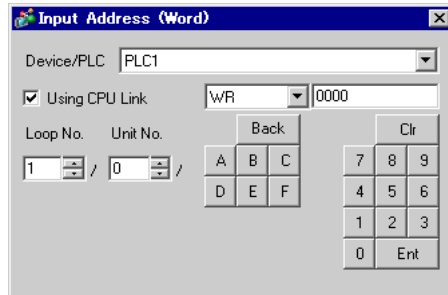 Input Address (Word)
Device/PLC PLC1
Using CPU Link WR 0000
Loop No. Unit No. Back Clr
1 / 0 / A B C 7 8 9
D E F 4 5 6
1 2 3
0 Ent